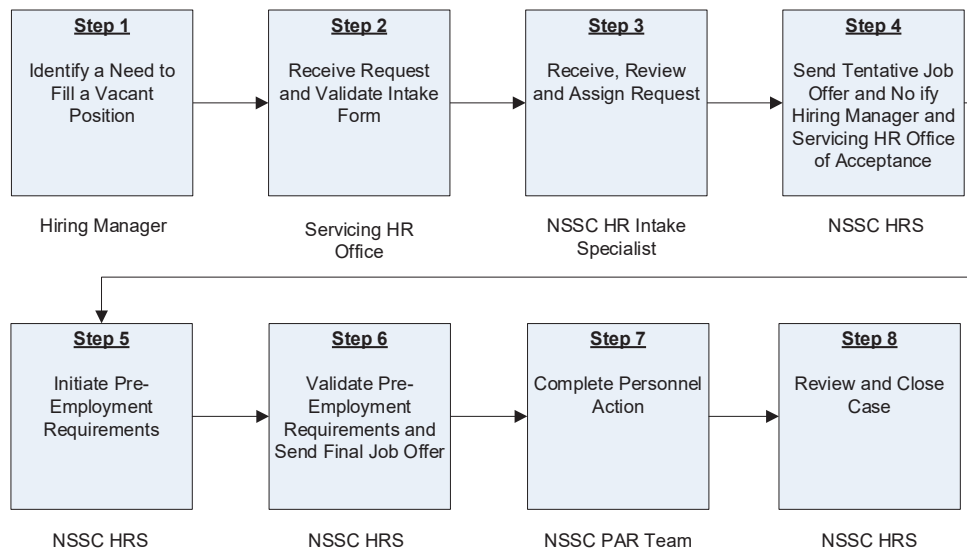 Step 1
Identify a Need to
Fill a Vacant
Position
Hiring Manager
Step 2
Receive Request
and Validate Intake
Form
Servicing HR
Office
Step 3
Receive, Review
and Assign Request
NSSC HR Intake
Specialist
Step 4
Send Tentative Job
Offer and No ify
Hiring Manager and
Servicing HR Office
of Acceptance
NSSC HRS
Step 5
Initiate Pre-
Employment
Requirements
NSSC HRS
Step 6
Validate Pre-
Employment
Requirements and
Send Final Job Offer
NSSC HRS
Step 7
Complete Personnel
Action
NSSC PAR Team
Step 8
Review and Close
Case
NSSC HRS